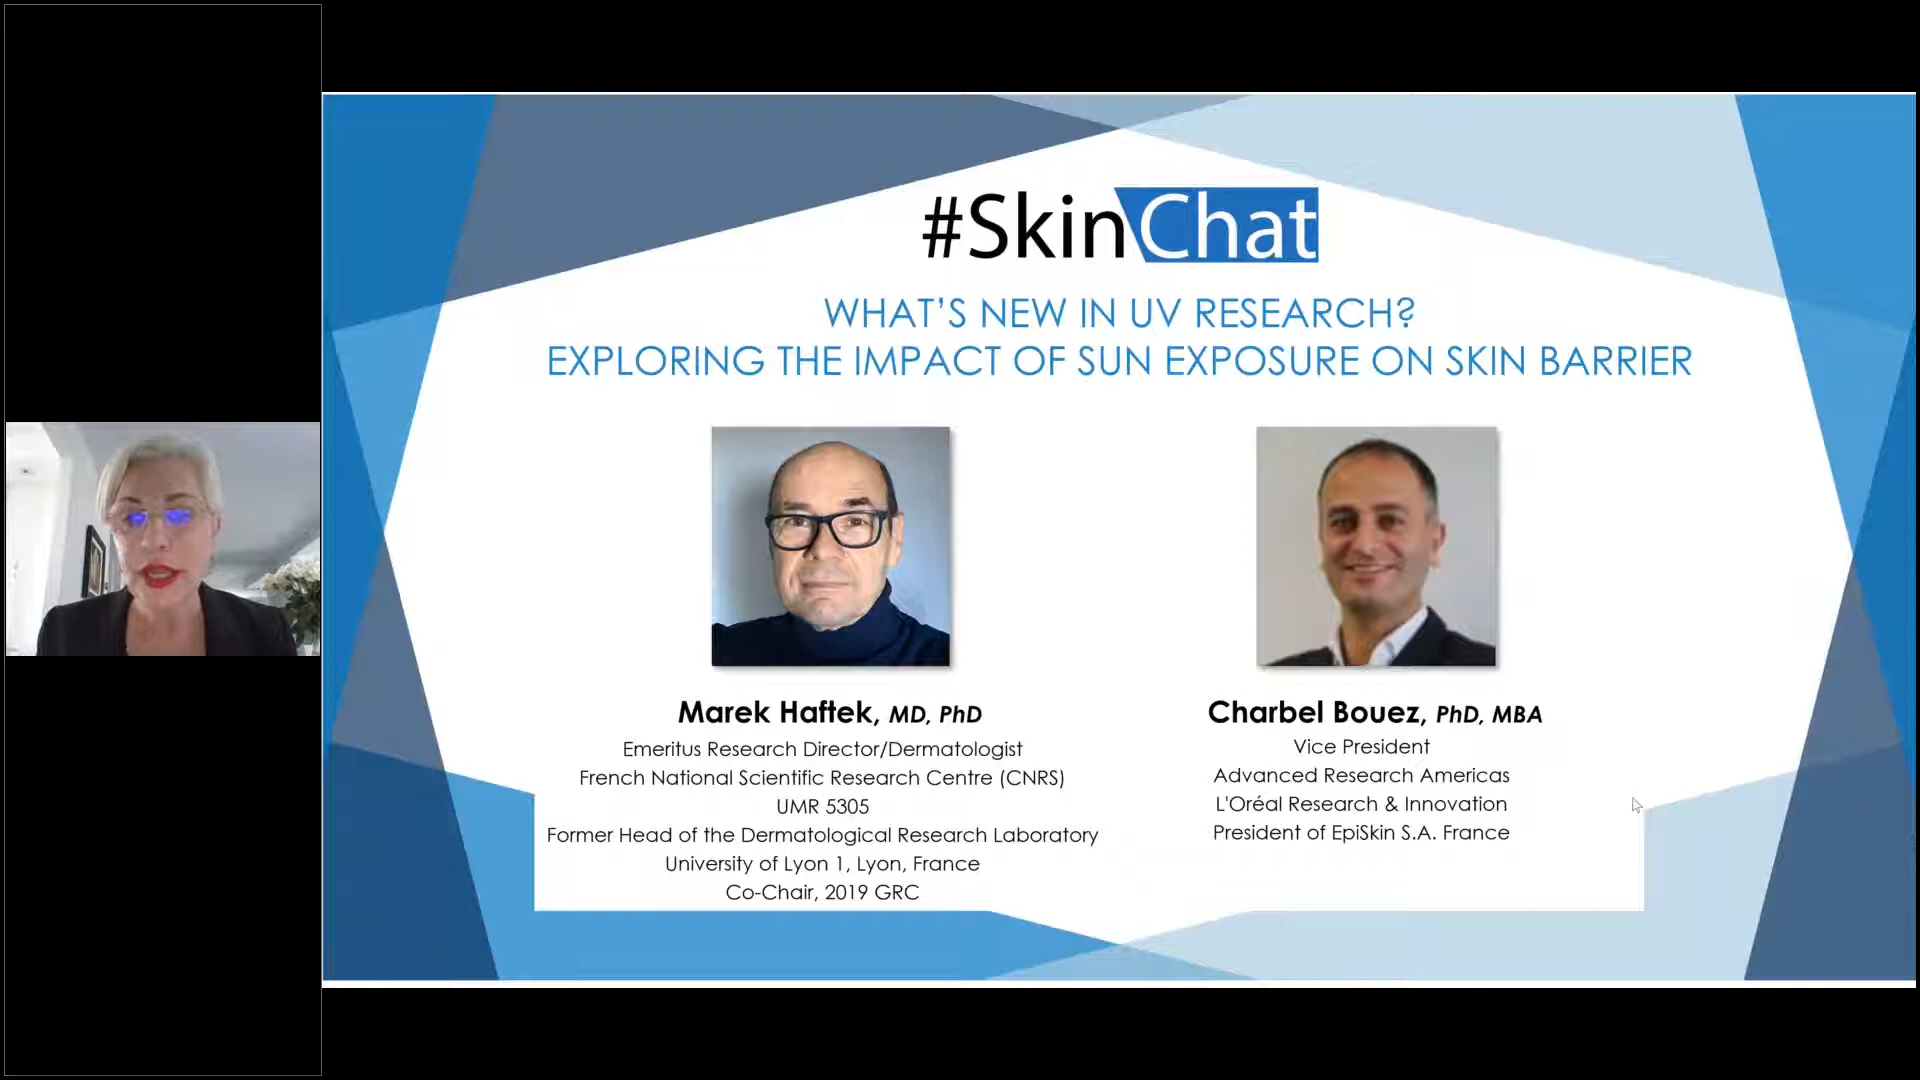 #SkinChat
WHAT’S NEW IN UV RESEARCH?
EXPLORING THE IMPACT OF SUN EXPOSURE ON SKIN BARRIER
Marek Haftek, MD, PhD
Emeritus Research Director/Dermatologist
French National Scientific Research Centre (CNRS)
UMR 5305
Former Head of the Dermatological Research Laboratory
University of Lyon 1, Lyon, France
Co-Chair, 2019 GRC
Charbel Bouez, PhD, MBA
Vice President
Advanced Research Americas
L'Oréal Research & Innovation
President of EpiSkin S.A. France